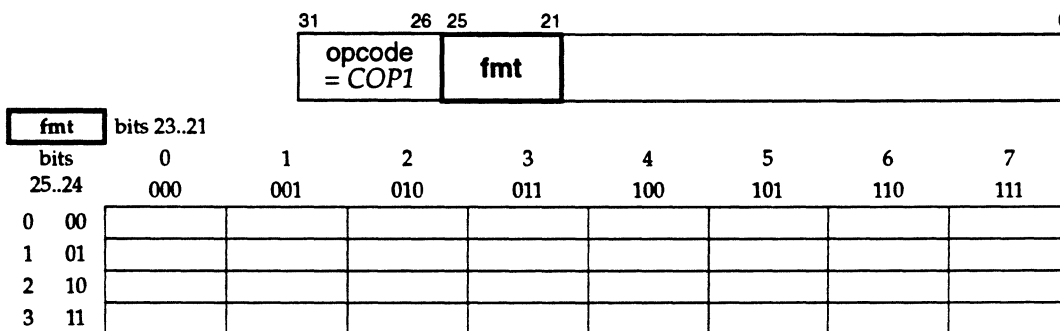 31 26 25 21
opcode
= COP1 fmt
fmt bits 23..21
bits 0 1 2 3 4 5 6 7
25..24 000 001 010 011 100 101 110 111
0 00
1 01
2 10
3 11